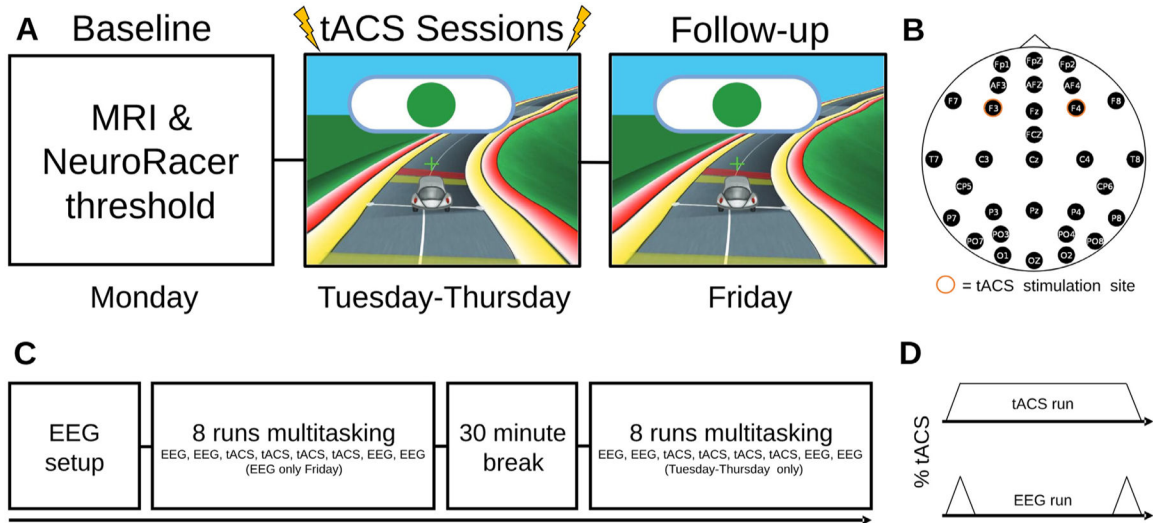 A
Baseline
tACS Sessions
Follow-up
MRI &
NeuroRacer
threshold
Monday
Tuesday-Thursday
Friday
B
Fp1 FpZ Fp2
AF3 AFZ AF4
F7 F3 Fz F4 F8
FCZ
T7 C3 Cz C4 T8
CP5 CP6
P7 P3 Pz P4 P8
PO7 PO3 PO4 PO8
O1 OZ O2
= tACS stimulation site
C
EEG
setup
8 runs multitasking
EEG, EEG, tACS, tACS, tACS, tACS, EEG, EEG
(EEG only Friday)
30 minute
break
8 runs multitasking
EEG, EEG, tACS, tACS, tACS, tACS, EEG, EEG
(Tuesday-Thursday only)
D
% tACS
tACS run
EEG run